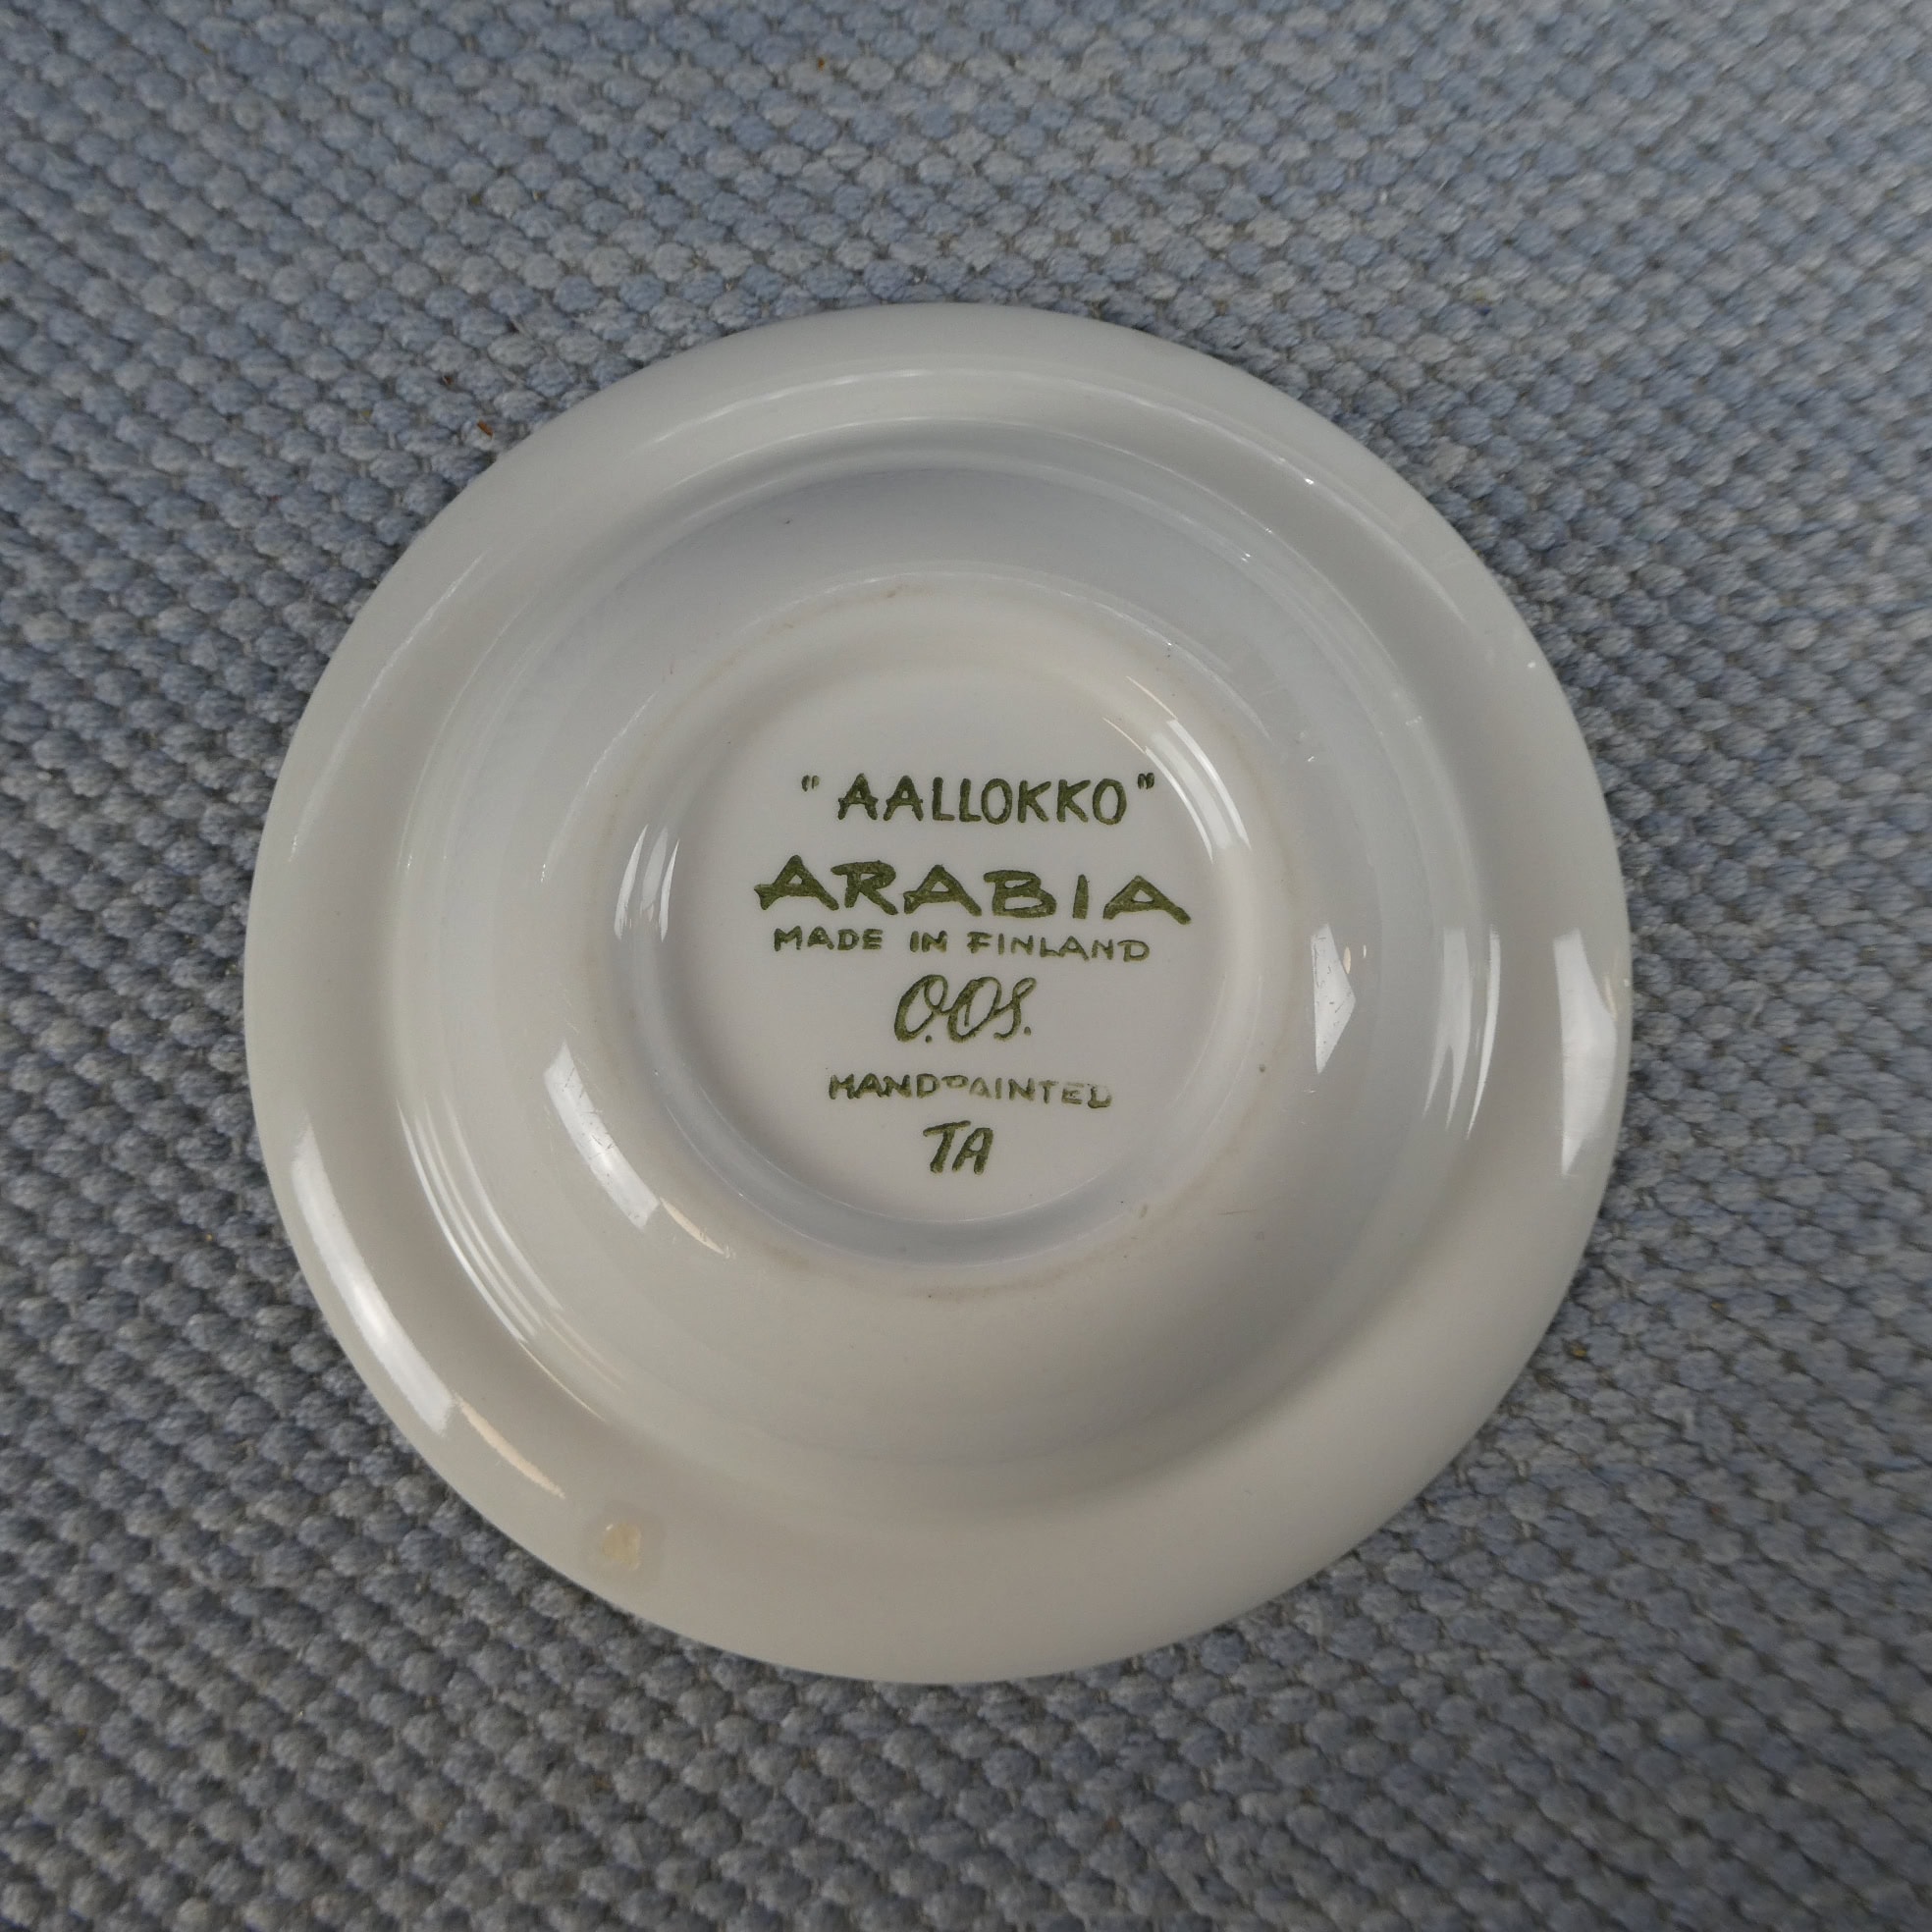 "AALLOKKO"
ARABIA
MADE IN FINLAND
O.OS.
HANDPAINTED
TA